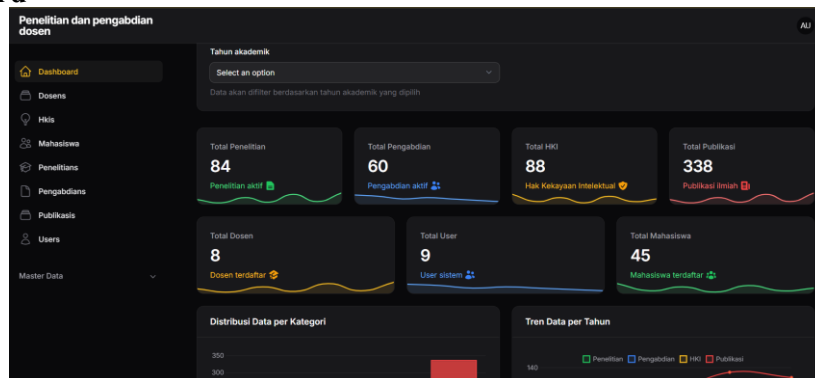 Penelitian dan pengabdian
dosen
AU
Dashboard
Dosens
Hkis
Mahasiswa
Penelitians
Pengabdians
Publikasis
Users
Master Data
Tahun akademik
Select an option
Data akan difilter berdasarkan tahun akademik yang dipilih
Total Penelitian
84
Penelitian aktif
Total Pengabdian
60
Pengabdian aktif
Total HKI
88
Hak Kekayaan Intelektual
Total Publikasi
338
Publikasi ilmiah
Total Dosen
8
Dosen terdaftar
Total User
9
User sistem
Total Mahasiswa
45
Mahasiswa terdaftar
Distribusi Data per Kategori
350
300
Tren Data per Tahun
Penelitian Pengabdian HKI Publikasi
140